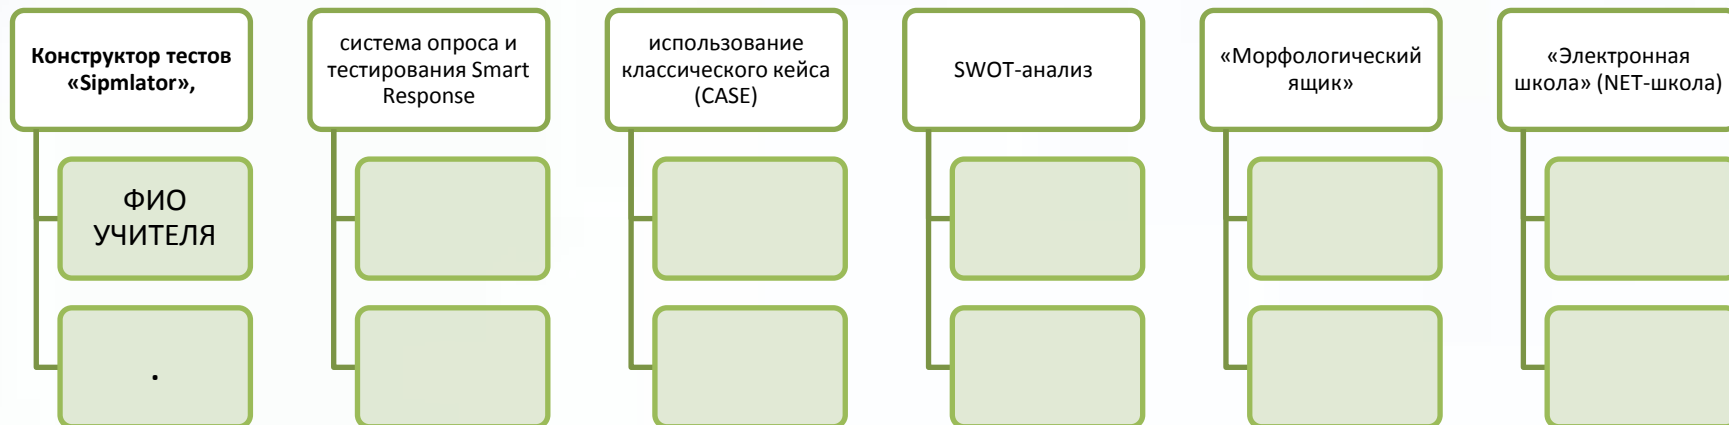 Конструктор тестов
«Sipmlator»,
система опроса и
тестирования Smart
Response
использование
классического кейса
(CASE)
SWOT-анализ
«Морфологический
ящик»
«Электронная
школа» (NET-школа)
ФИО
УЧИТЕЛЯ
.